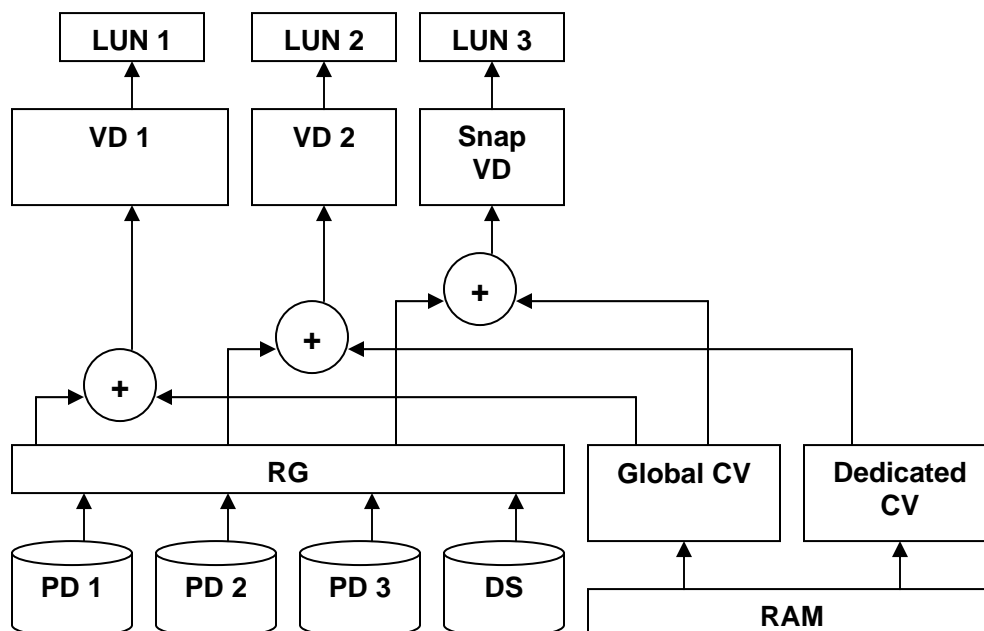 LUN 1
LUN 2
LUN 3
VD 1
VD 2
Snap
VD
+
+
+
RG
Global CV
Dedicated
CV
PD 1
PD 2
PD 3
DS
RAM